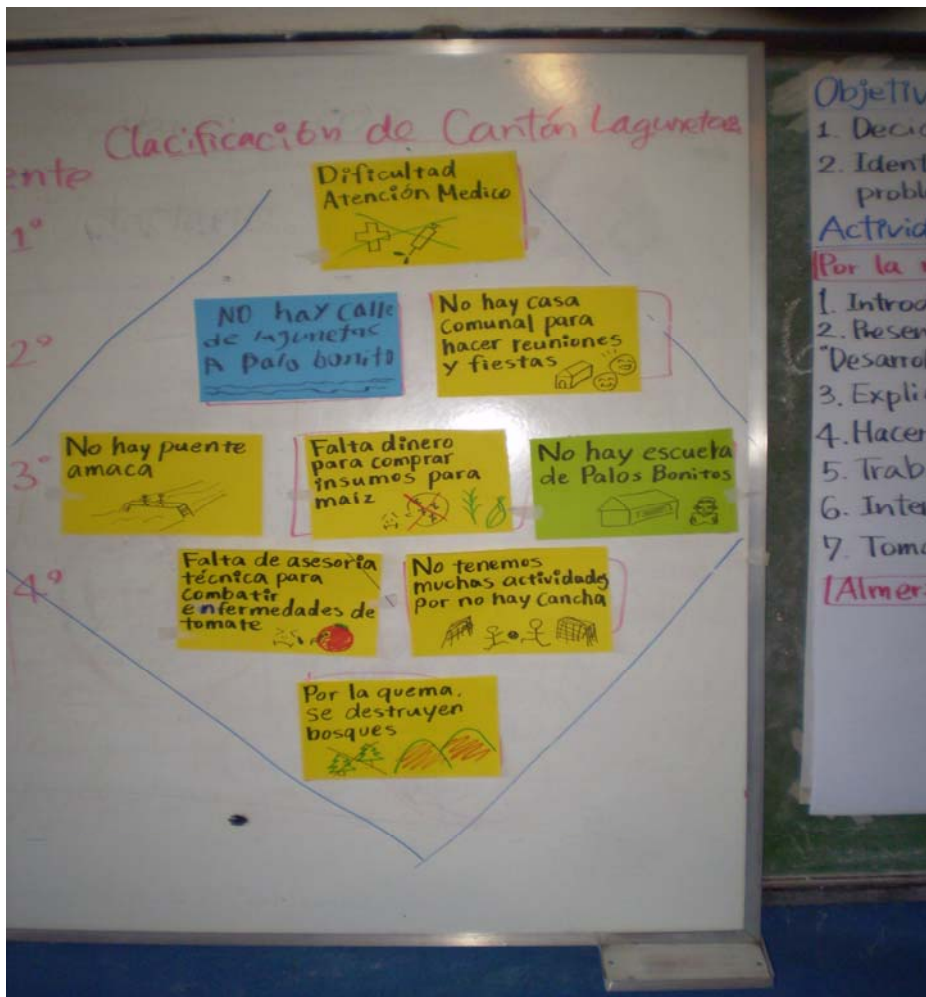 Clacificación de Cantón Lagunetas
ente
1°
Dificultad
Atención Medico
2°
NO hay calle
de lagunetas
A Palo bonito
No hay casa
comunal para
hacer reuniones
y fiestas
3°
No hay puente
amaca
Falta dinero
para comprar
insumos para
maíz
No hay escuela
de Palos Bonitos
4°
Falta de asesoría
técnica para
combatir
enfermedades de
tomate
No tenemos
muchas actividades
por no hay cancha
Por la quema,
se destruyen
bosques
Objetiv
1. Decid
2. Ident
probl
Activid
Por la
1. Introd
2. Presen
"Desarrol
3. Expli
4. Hacer
5. Trab
6. Inter
7. Toma
Almer